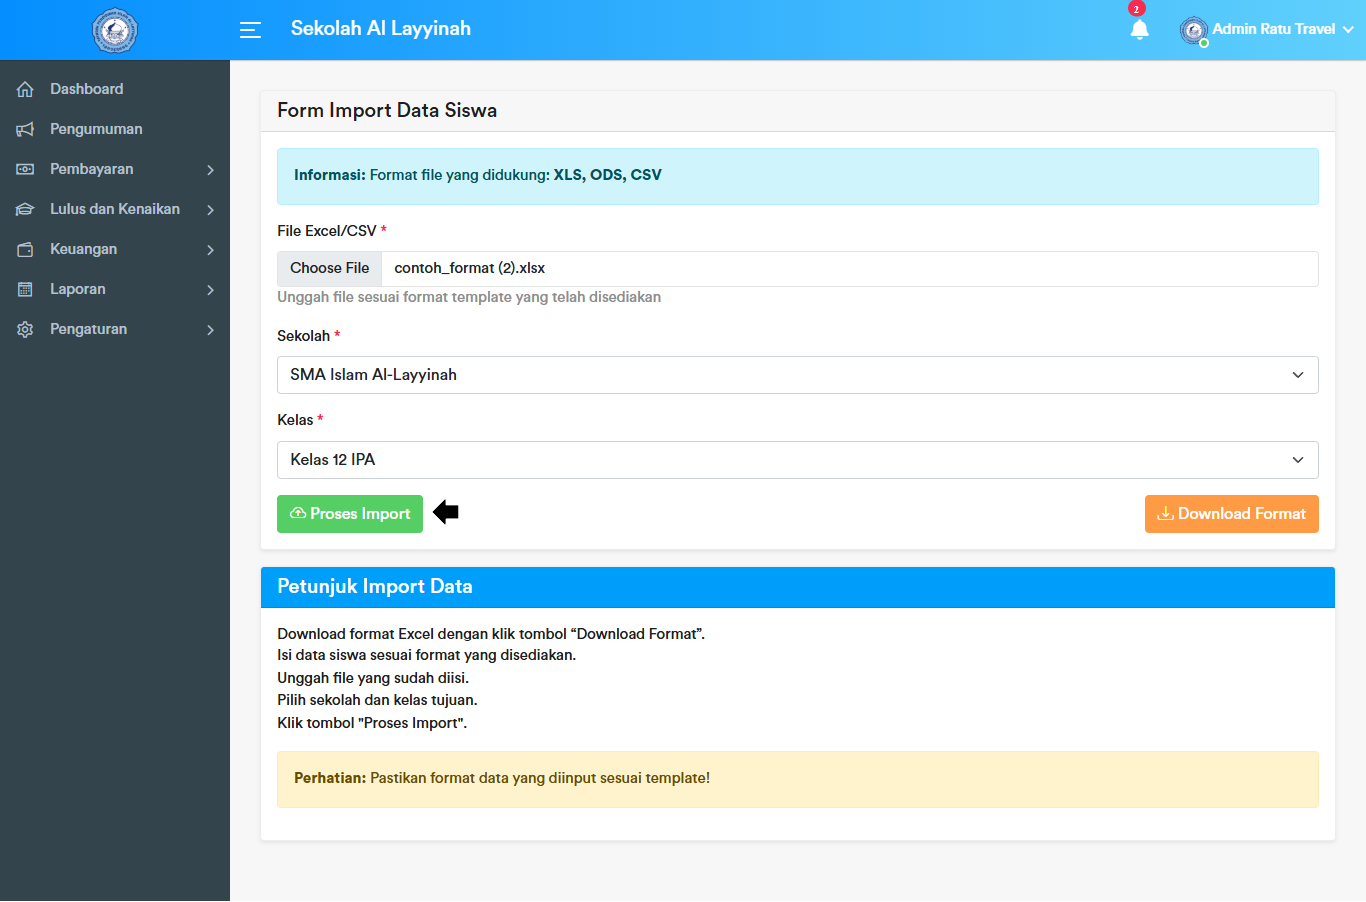 Sekolah Al Layyinah
2
Admin Ratu Travel
Dashboard
Pengumuman
Pembayaran
Lulus dan Kenaikan
Keuangan
Laporan
Pengaturan
Form Import Data Siswa
Informasi: Format file yang didukung: XLS, ODS, CSV
File Excel/CSV *
Choose File contoh_format (2).xlsx
Unggah file sesuai format template yang telah disediakan
Sekolah *
SMA Islam Al-Layyinah
Kelas *
Kelas 12 IPA
Proses Import
Download Format
Petunjuk Import Data
Download format Excel dengan klik tombol “Download Format”.
Isi data siswa sesuai format yang disediakan.
Unggah file yang sudah diisi.
Pilih sekolah dan kelas tujuan.
Klik tombol "Proses Import".
Perhatian: Pastikan format data yang diinput sesuai template!